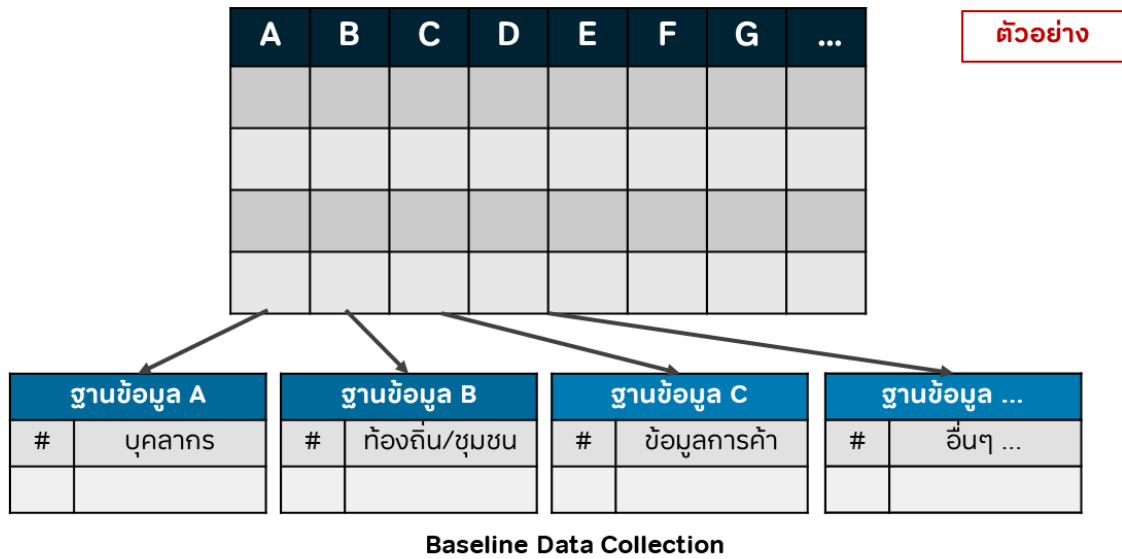 A B C D E F G ...
ตัวอย่าง
ฐานข้อมูล A
# บุคลากร
ฐานข้อมูล B
# ท้องถิ่น/ชุมชน
ฐานข้อมูล C
# ข้อมูลการค้า
ฐานข้อมูล ...
# อื่นๆ ...
Baseline Data Collection